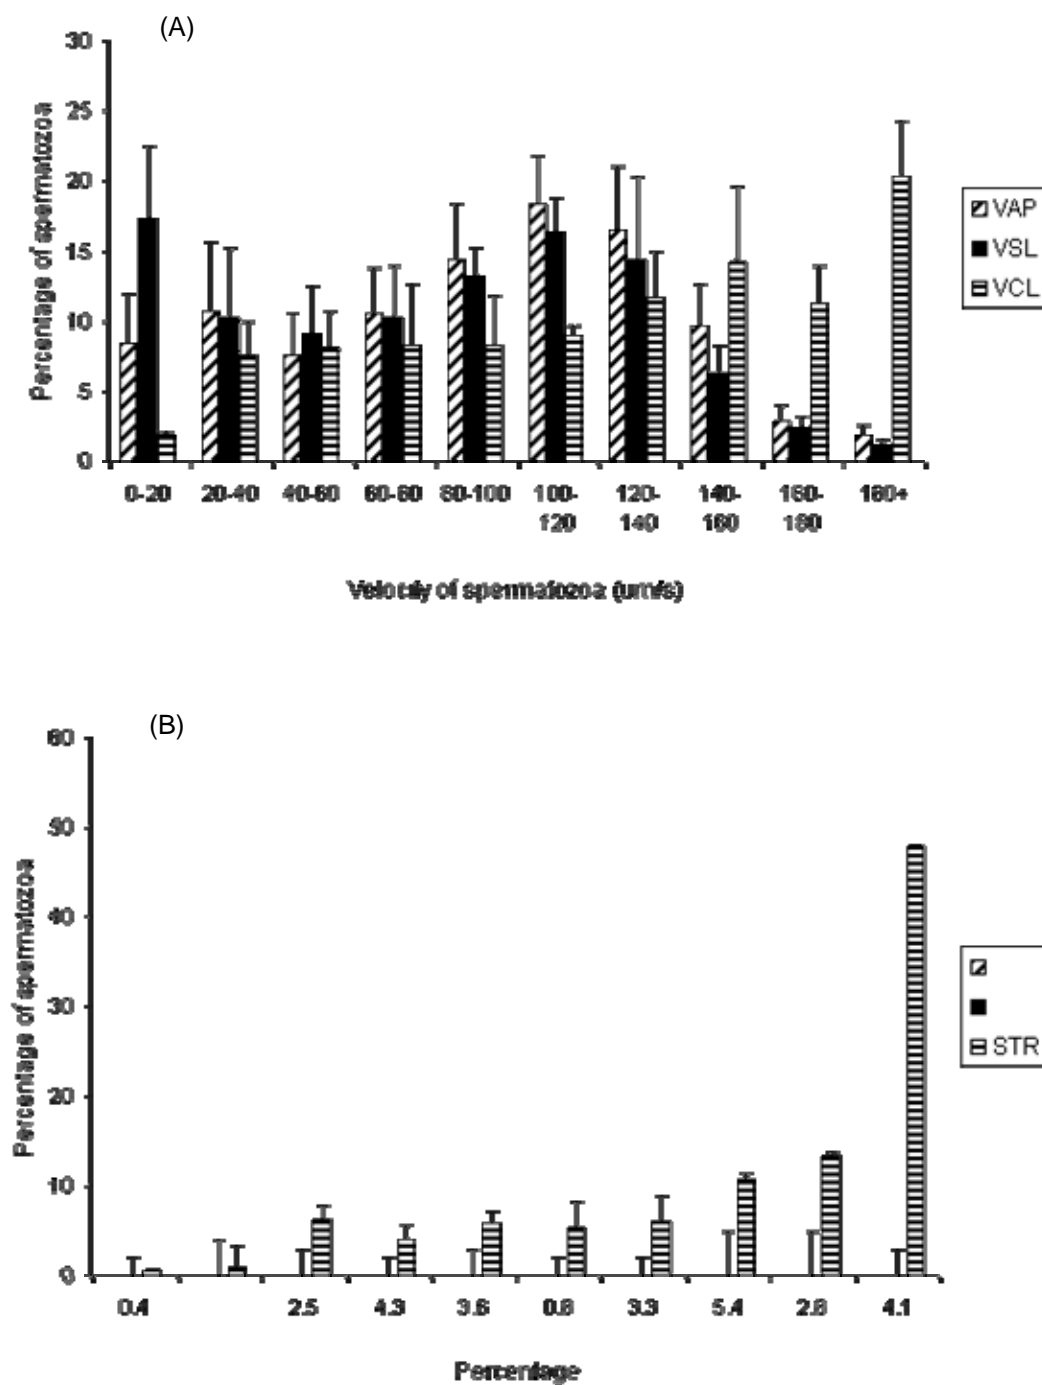 (A)
30
25
20
15
10
5
0
Percentage of spermatozoa
0-20 20-40 40-60 60-80 80-100 100-120 120-140 140-160 160-180 180+
Velocity of spermatozoa (um/s)
VAP
VSL
VCL
(B)
60
50
40
30
20
10
0
Percentage of spermatozoa
0.4 2.5 4.3 3.6 0.8 3.3 5.4 2.8 4.1
Percentage
STR